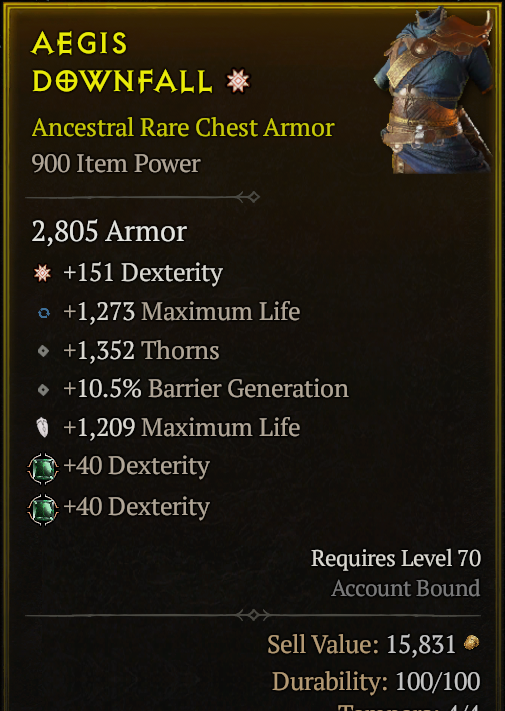 AEGIS
DOWNFALL
Ancestral Rare Chest Armor
900 Item Power
2,805 Armor
+151 Dexterity
+1,273 Maximum Life
+1,352 Thorns
+10.5% Barrier Generation
+1,209 Maximum Life
+40 Dexterity
+40 Dexterity
Requires Level 70
Account Bound
Sell Value: 15,831
Durability: 100/100